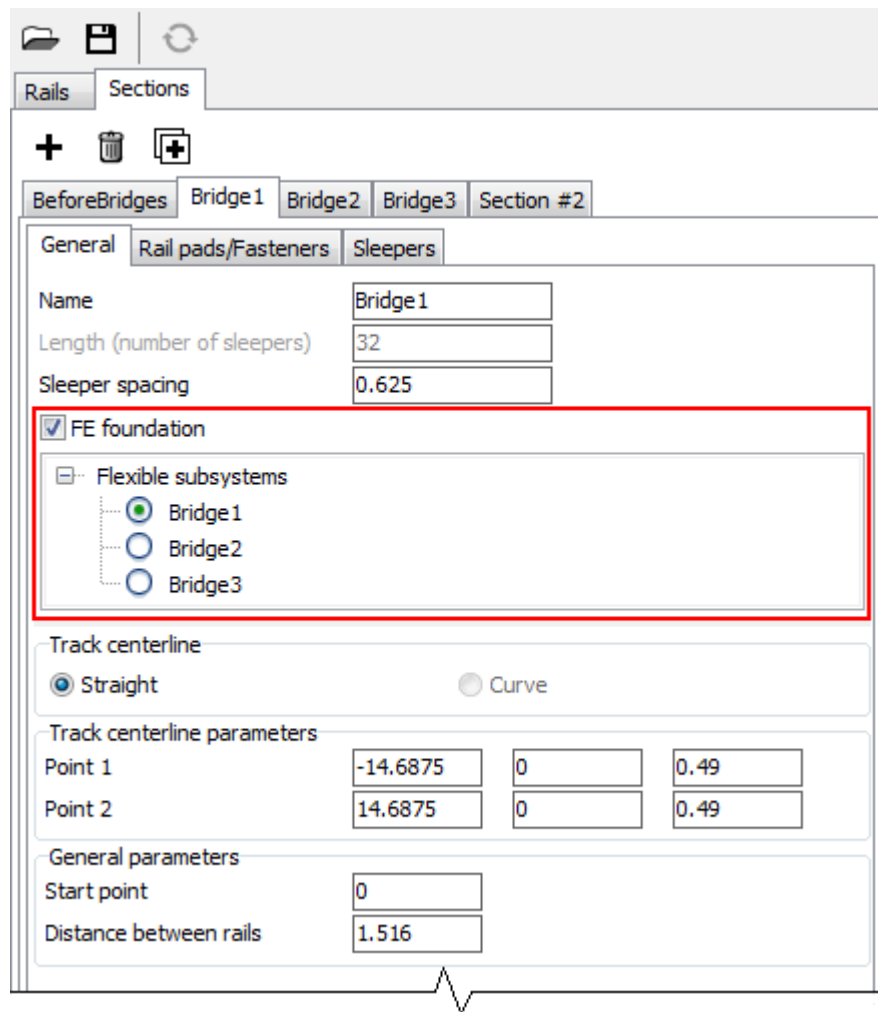 Rails Sections
BeforeBridges Bridge1 Bridge2 Bridge3 Section #2
General Rail pads/Fasteners Sleepers
Name Bridge1
Length (number of sleepers) 32
Sleeper spacing 0.625
FE foundation
Flexible subsystems
Bridge1
Bridge2
Bridge3
Track centerline
Straight Curve
Track centerline parameters
Point 1 -14.6875 0 0.49
Point 2 14.6875 0 0.49
General parameters
Start point 0
Distance between rails 1.516